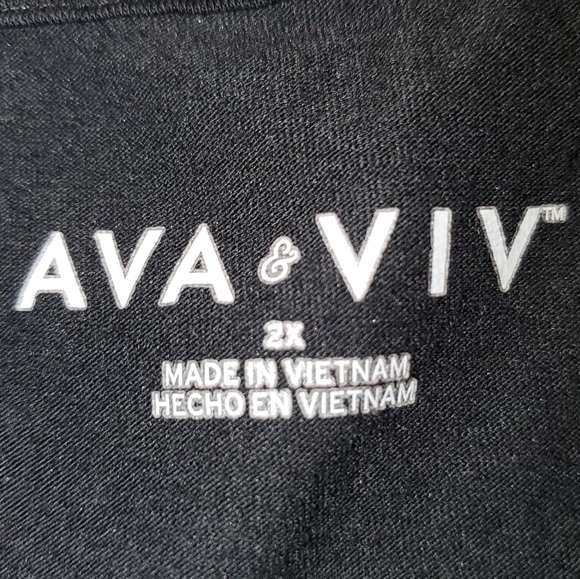 AVA & VIV™
2X
MADE IN VIETNAM
HECHO EN VIETNAM